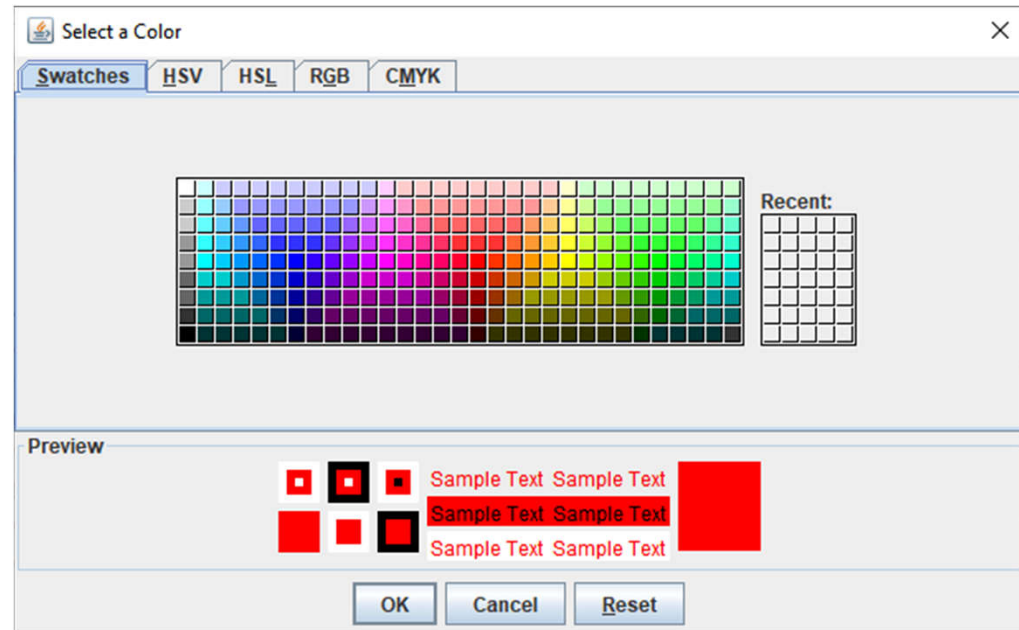 Select a Color
Swatches HSV HSL RGB CMYK
Recent:
Preview
Sample Text Sample Text
Sample Text Sample Text
Sample Text Sample Text
OK Cancel Reset